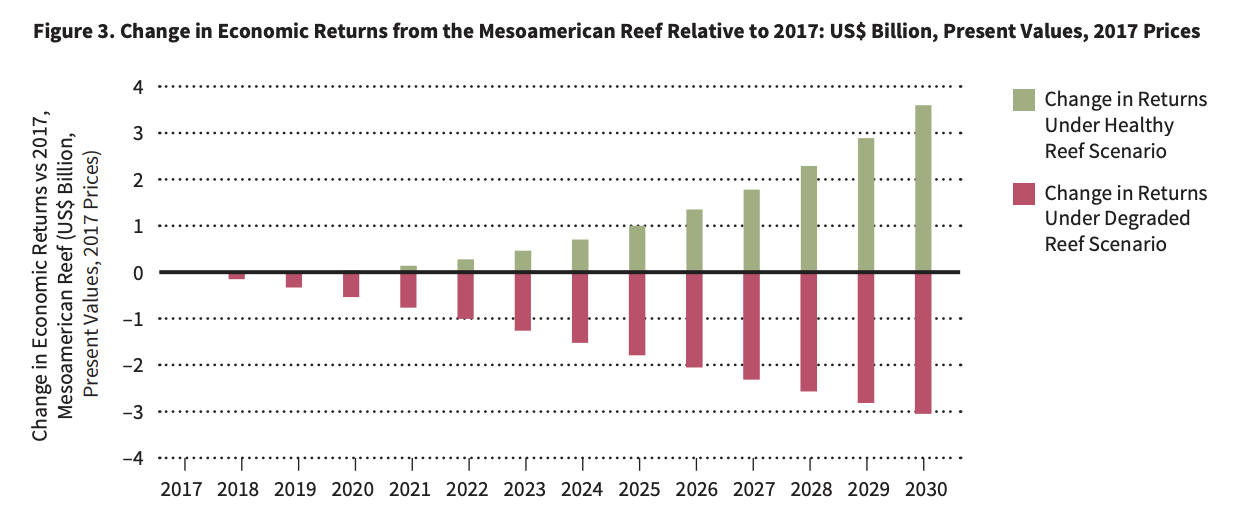 Figure 3. Change in Economic Returns from the Mesoamerican Reef Relative to 2017: US$ Billion, Present Values, 2017 Prices
Change in Economic Returns vs 2017,
Mesoamerican Reef (US$ Billion,
Present Values, 2017 Prices)
4
3
2
1
0
–1
–2
–3
–4
2017 2018 2019 2020 2021 2022 2023 2024 2025 2026 2027 2028 2029 2030
Change in Returns
Under Healthy
Reef Scenario
Change in Returns
Under Degraded
Reef Scenario